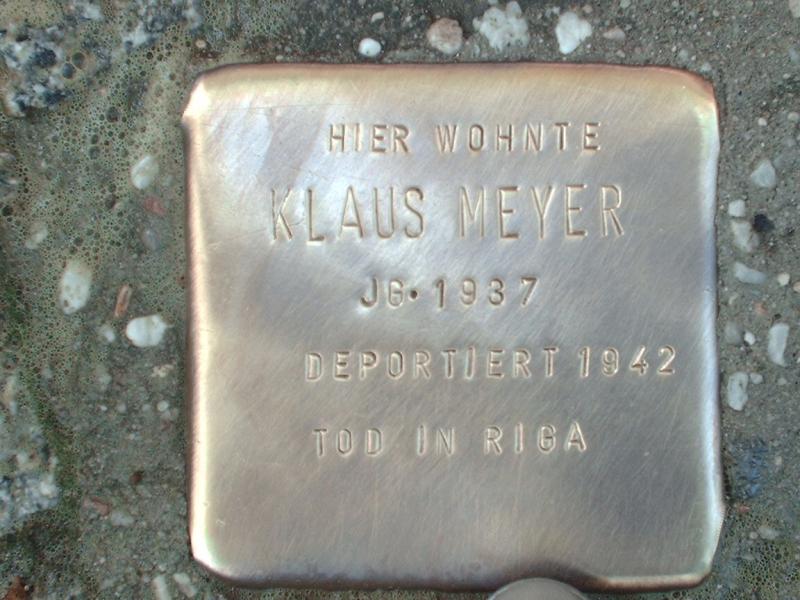 HIER WOHNTE
KLAUS MEYER
JG. 1937
DEPORTIERT 1942
TOD IN RIGA